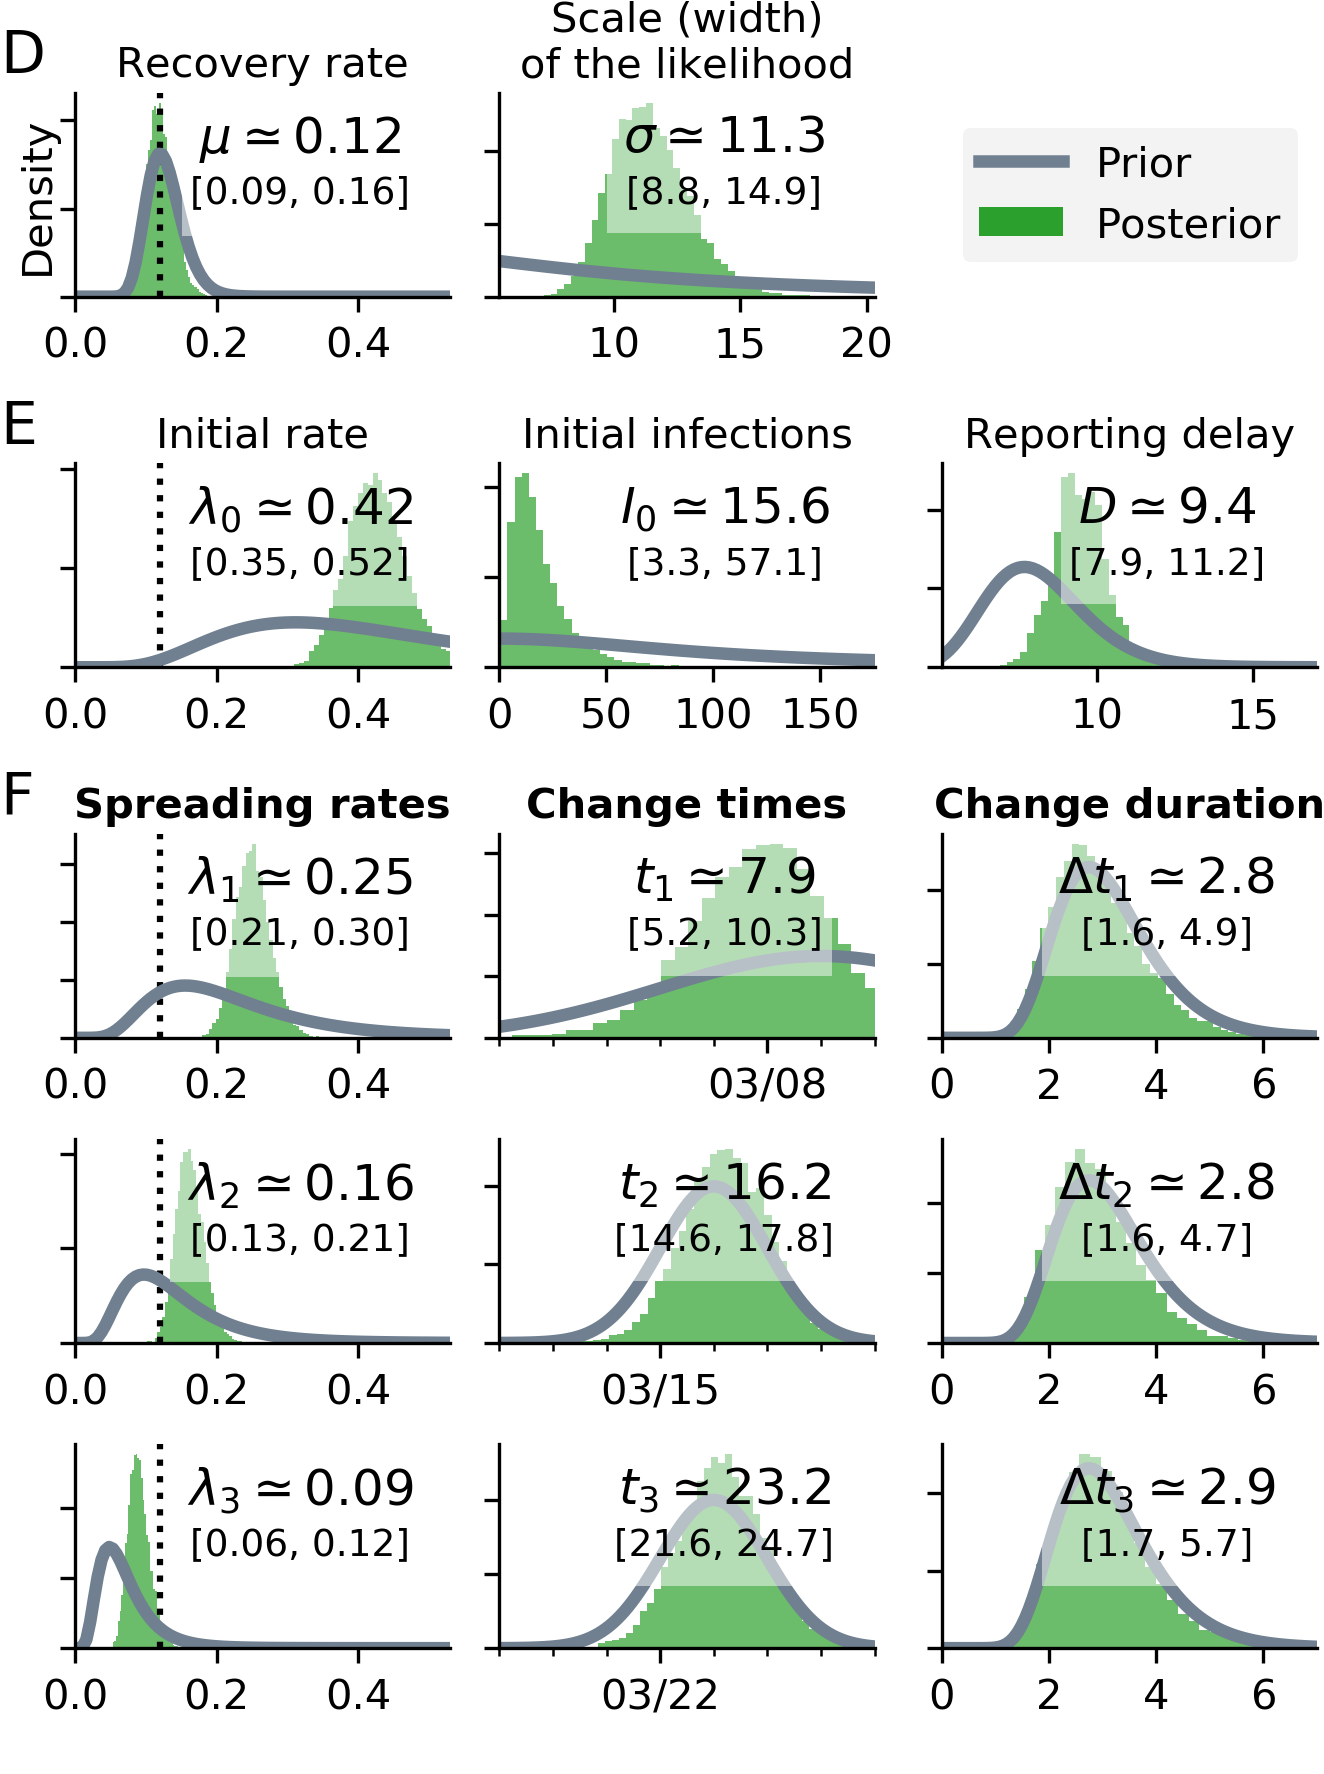 D
Recovery rate
Scale (width)
of the likelihood
Density
μ ≃ 0.12
[0.09, 0.16]
σ ≃ 11.3
[8.8, 14.9]
Prior
Posterior
0.0 0.2 0.4
10 15 20
E
Initial rate
Initial infections
Reporting delay
λ0 ≃ 0.42
[0.35, 0.52]
I0 ≃ 15.6
[3.3, 57.1]
D ≃ 9.4
[7.9, 11.2]
0.0 0.2 0.4
0 50 100 150
10 15
F
Spreading rates
Change times
Change duration
λ1 ≃ 0.25
[0.21, 0.30]
t1 ≃ 7.9
[5.2, 10.3]
Δt1 ≃ 2.8
[1.6, 4.9]
0.0 0.2 0.4
03/08
0 2 4 6
λ2 ≃ 0.16
[0.13, 0.21]
t2 ≃ 16.2
[14.6, 17.8]
Δt2 ≃ 2.8
[1.6, 4.7]
0.0 0.2 0.4
03/15
0 2 4 6
λ3 ≃ 0.09
[0.06, 0.12]
t3 ≃ 23.2
[21.6, 24.7]
Δt3 ≃ 2.9
[1.7, 5.7]
0.0 0.2 0.4
03/22
0 2 4 6